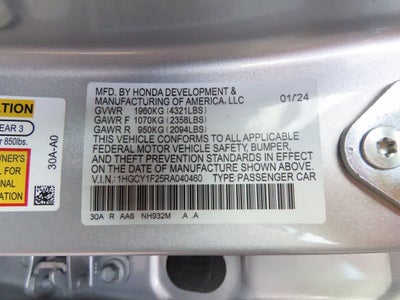 MFD. BY HONDA DEVELOPMENT &
MANUFACTURING OF AMERICA, LLC 01/24
GVWR 1960KG (4321LBS)
GAWR F 1070KG (2358LBS)
GAWR R 950KG (2094LBS)
THIS VEHICLE CONFORMS TO ALL APPLICABLE
FEDERAL MOTOR VEHICLE SAFETY, BUMPER,
AND THEFT PREVENTION STANDARDS IN EFFECT
ON THE DATE OF MANUFACTURE SHOWN ABOVE.
V.I.N.: 1HGCY1F25RA040460 TYPE PASSENGER CAR
30A R AA6 NH932M A A
30A-A0
ATION
EAR 3
r 850lbs.
NER'S
FOR
NAL
ION